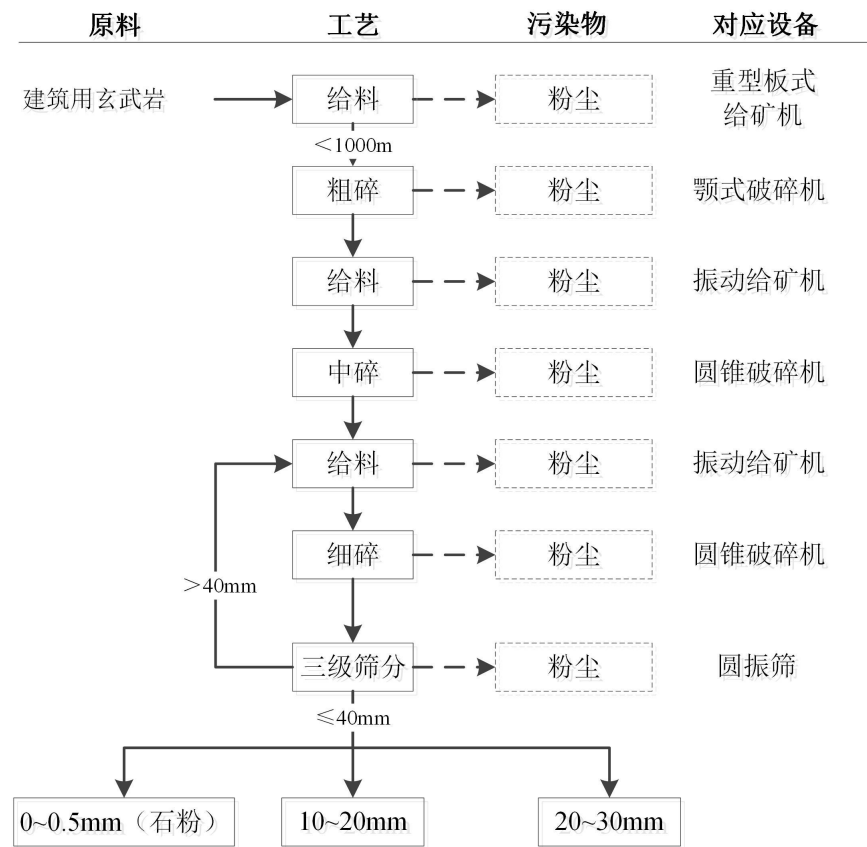 原料 工艺 污染物 对应设备
建筑用玄武岩 给料 粉尘 重型板式
给矿机
<1000m
粗碎 粉尘 颚式破碎机
给料 粉尘 振动给矿机
中碎 粉尘 圆锥破碎机
给料 粉尘 振动给矿机
细碎 粉尘 圆锥破碎机
>40mm
三级筛分 粉尘 圆振筛
≤40mm
0~0.5mm（石粉） 10~20mm 20~30mm